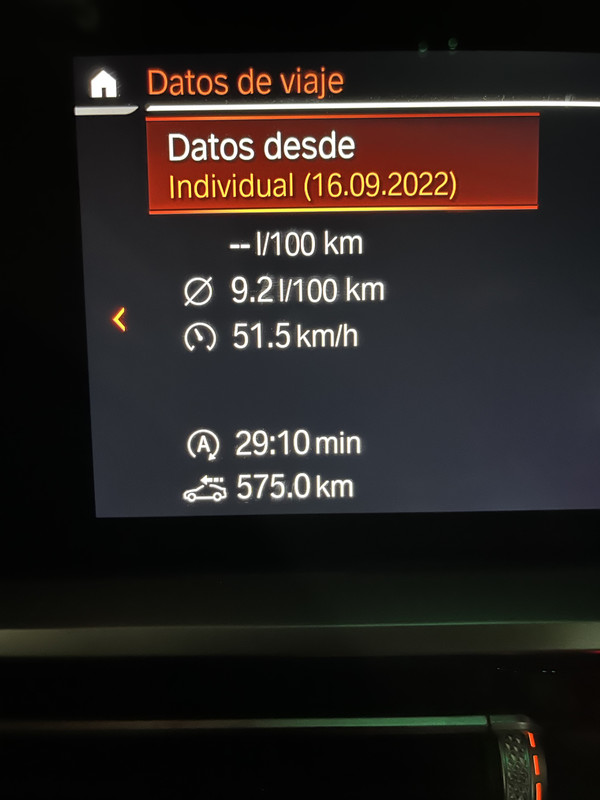 Datos de viaje
Datos desde
Individual (16.09.2022)
-- l/100 km
Ø 9.2 l/100 km
51.5 km/h
A 29:10 min
575.0 km